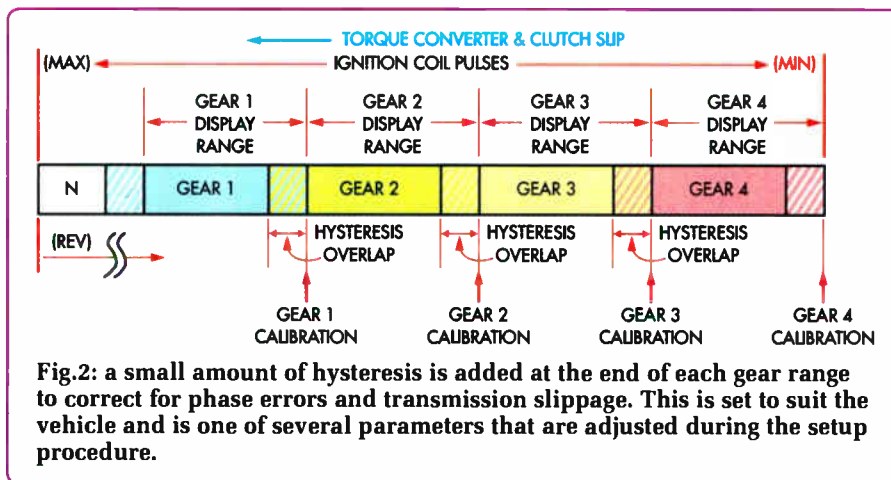 TORQUE CONVERTER & CLUTCH SLIP
(MAX) IGNITION COIL PULSES (MIN)
GEAR 1 DISPLAY RANGE
GEAR 2 DISPLAY RANGE
GEAR 3 DISPLAY RANGE
GEAR 4 DISPLAY RANGE
N GEAR 1 GEAR 2 GEAR 3 GEAR 4
(REV)
HYSTERESIS OVERLAP
HYSTERESIS OVERLAP
HYSTERESIS OVERLAP
GEAR 1 CALIBRATION
GEAR 2 CALIBRATION
GEAR 3 CALIBRATION
GEAR 4 CALIBRATION
Fig.2: a small amount of hysteresis is added at the end of each gear range
to correct for phase errors and transmission slippage. This is set to suit the
vehicle and is one of several parameters that are adjusted during the setup
procedure.